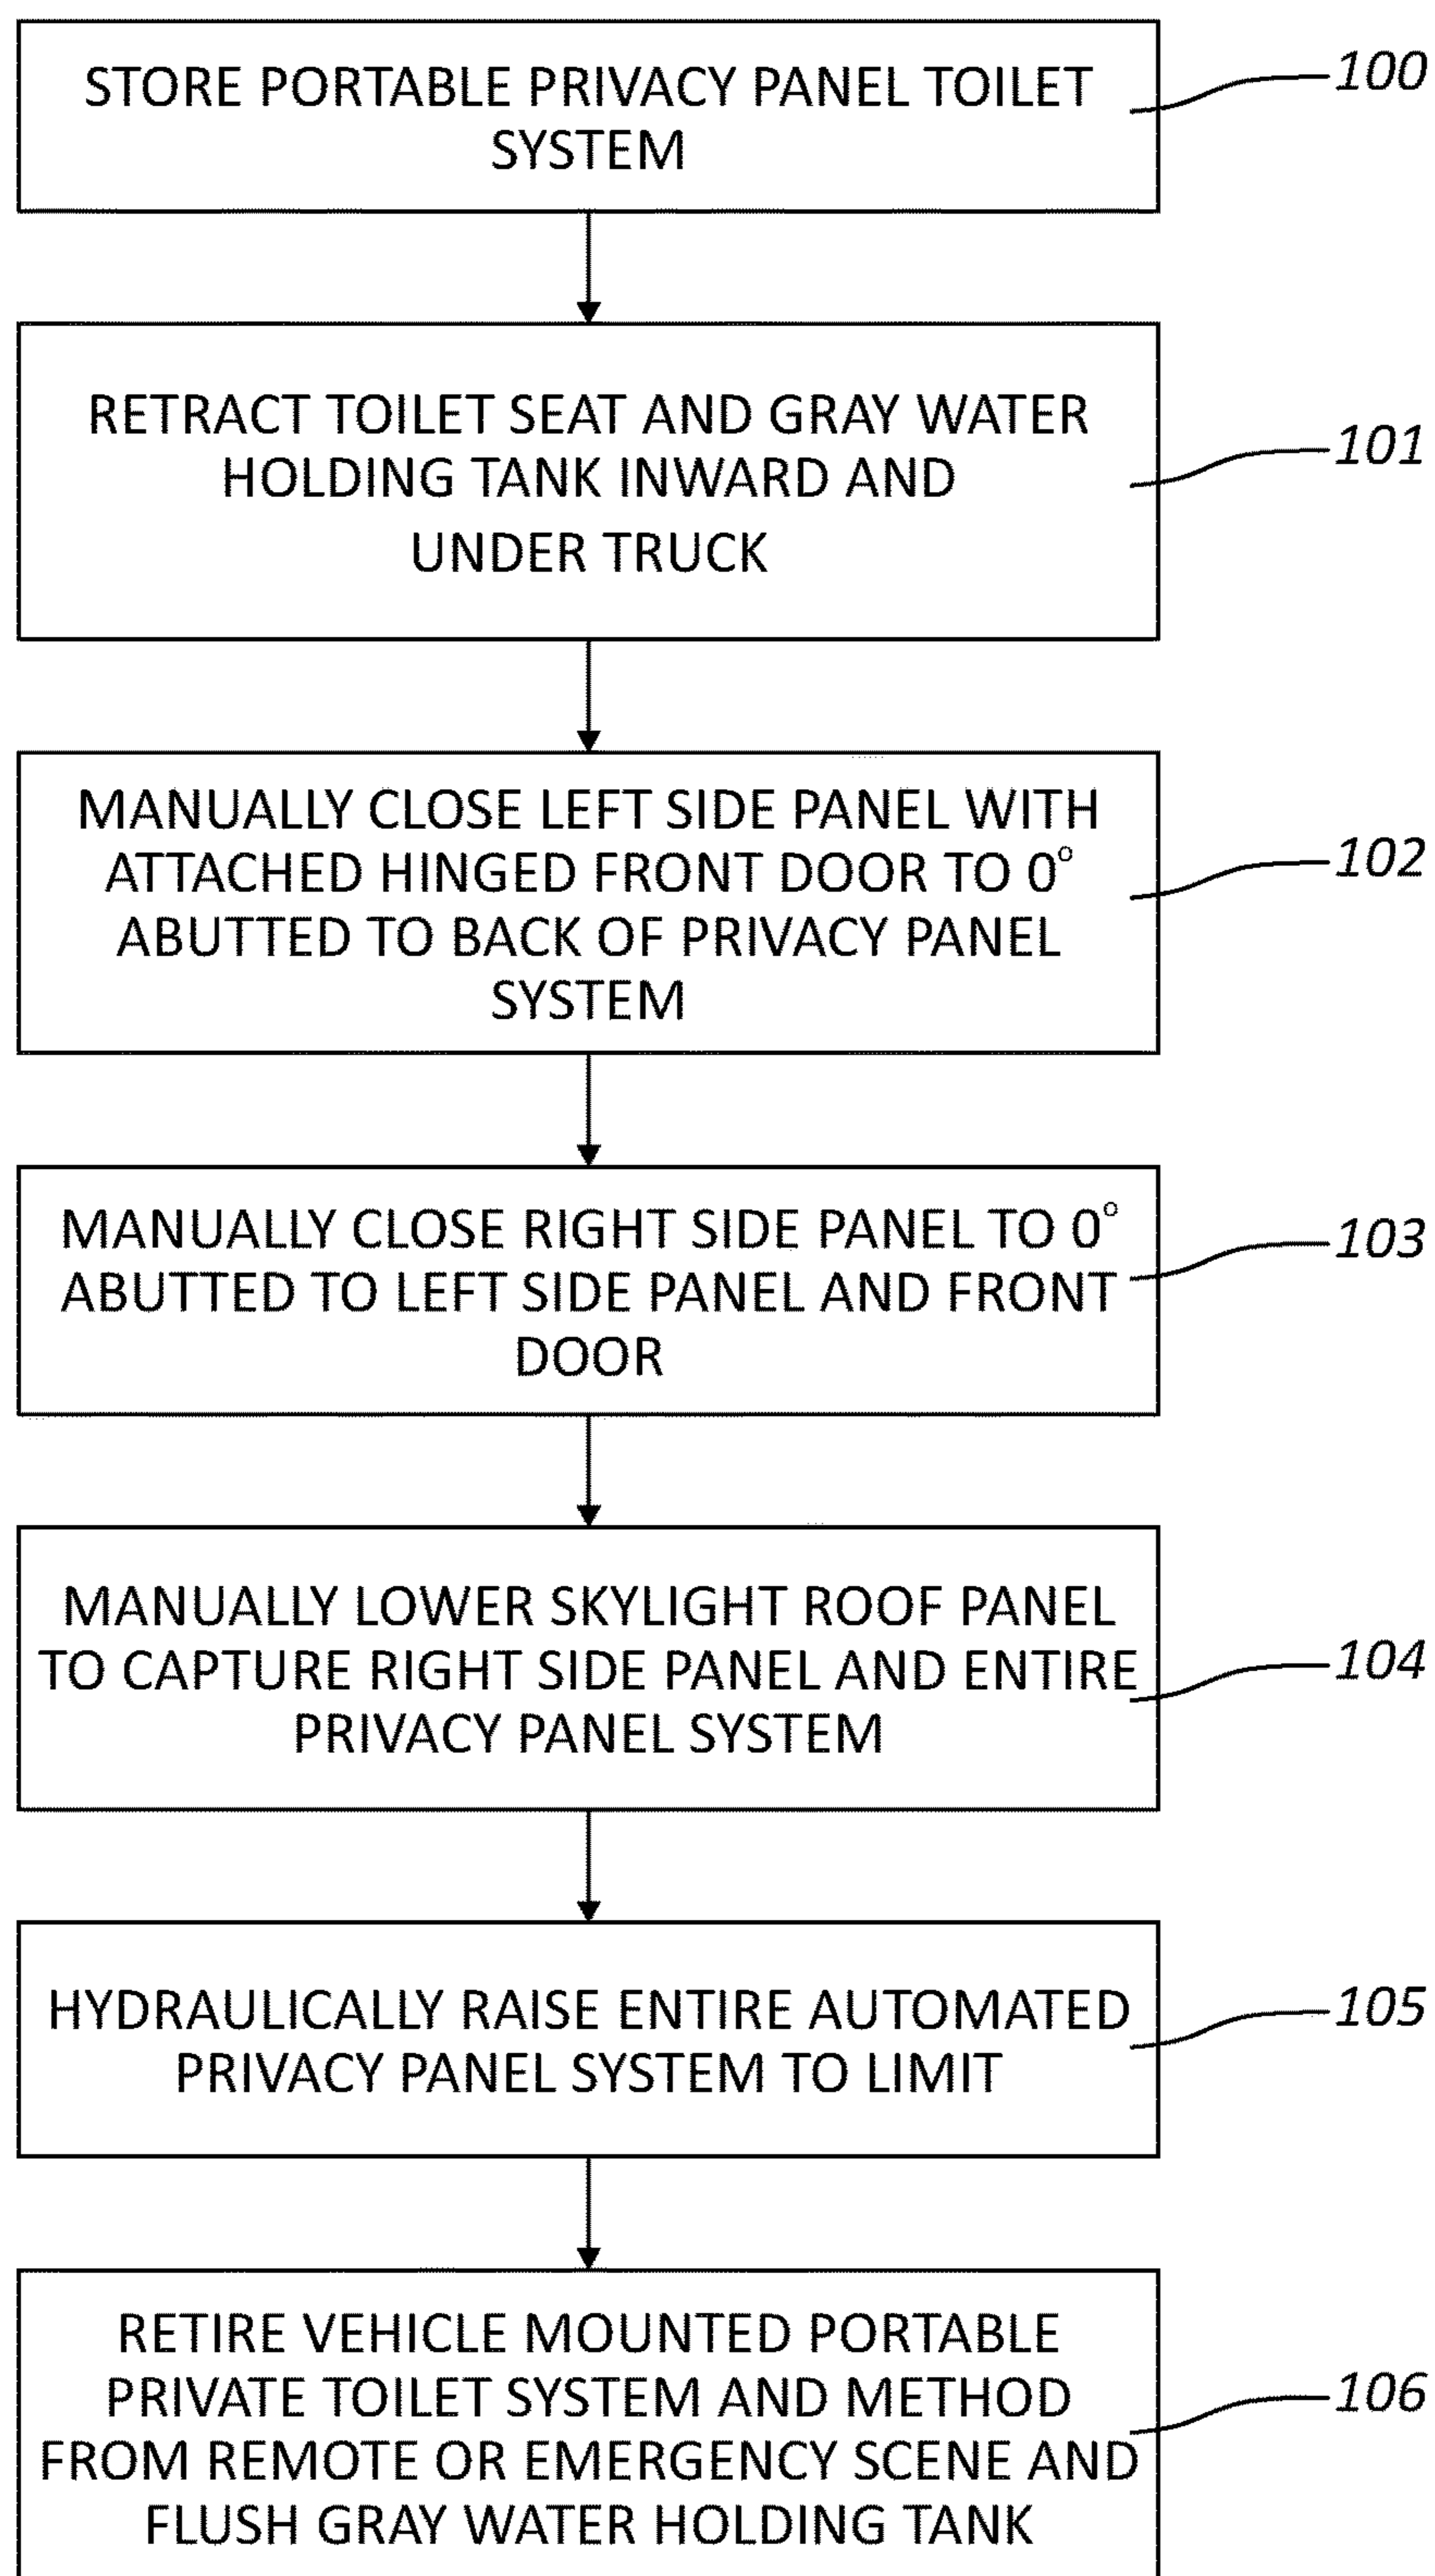 STORE PORTABLE PRIVACY PANEL TOILET
SYSTEM
100
RETRACT TOILET SEAT AND GRAY WATER
HOLDING TANK INWARD AND
UNDER TRUCK
101
MANUALLY CLOSE LEFT SIDE PANEL WITH
ATTACHED HINGED FRONT DOOR TO 0°
ABUTTED TO BACK OF PRIVACY PANEL
SYSTEM
102
MANUALLY CLOSE RIGHT SIDE PANEL TO 0°
ABUTTED TO LEFT SIDE PANEL AND FRONT
DOOR
103
MANUALLY LOWER SKYLIGHT ROOF PANEL
TO CAPTURE RIGHT SIDE PANEL AND ENTIRE
PRIVACY PANEL SYSTEM
104
HYDRAULICALLY RAISE ENTIRE AUTOMATED
PRIVACY PANEL SYSTEM TO LIMIT
105
RETIRE VEHICLE MOUNTED PORTABLE
PRIVATE TOILET SYSTEM AND METHOD
FROM REMOTE OR EMERGENCY SCENE AND
FLUSH GRAY WATER HOLDING TANK
106